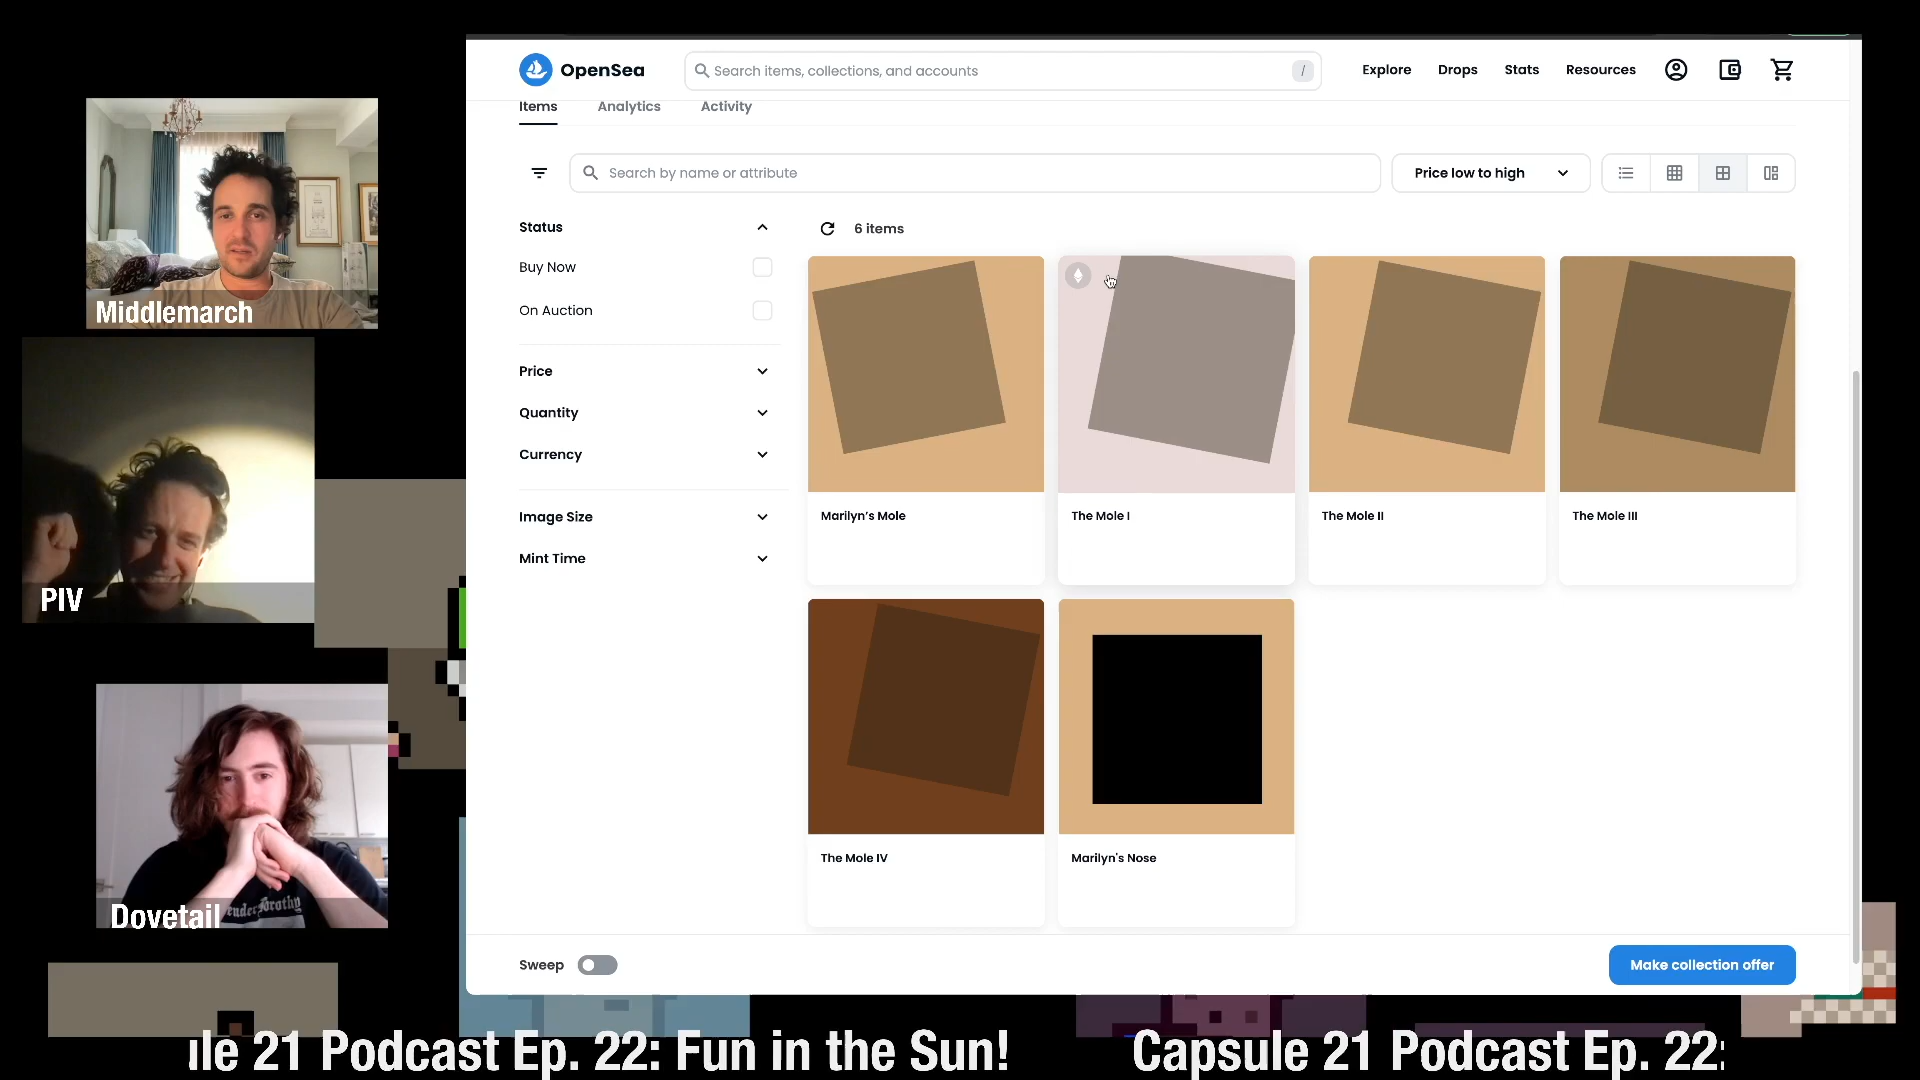 OpenSea
Search items, collections, and accounts
/
Explore
Drops
Stats
Resources
Items
Analytics
Activity
Search by name or attribute
Price low to high
Status
Buy Now
On Auction
Price
Quantity
Currency
Image Size
Mint Time
6 items
Marilyn's Mole
The Mole I
The Mole II
The Mole III
The Mole IV
Marilyn's Nose
Sweep
Make collection offer
Middlemarch
PIV
Dovetail
ule 21 Podcast Ep. 22: Fun in the Sun!
Capsule 21 Podcast Ep. 22: